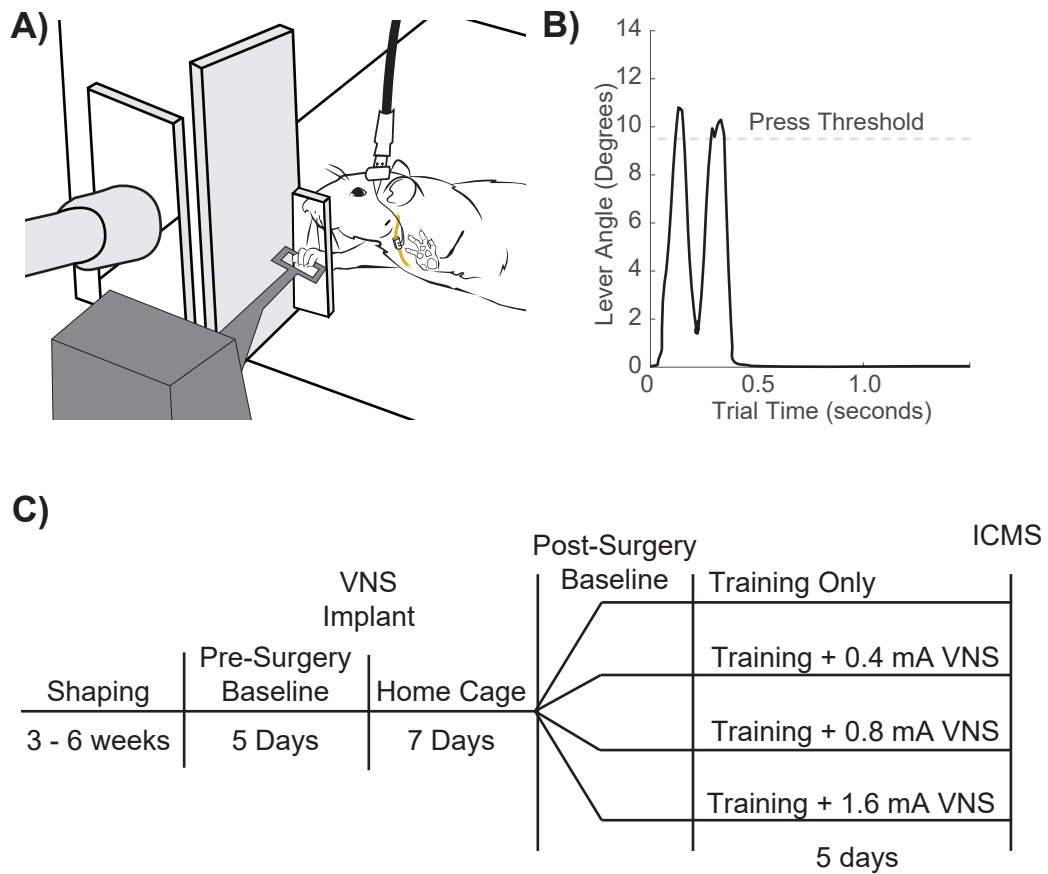 A)
B)
14
12
10
8
6
4
2
0
Lever Angle (Degrees)
Press Threshold
0
0.5
1.0
Trial Time (seconds)
C)
Shaping
3 - 6 weeks
Pre-Surgery
Baseline
5 Days
VNS
Implant
Home Cage
7 Days
Post-Surgery
Baseline
Training Only
Training + 0.4 mA VNS
Training + 0.8 mA VNS
Training + 1.6 mA VNS
5 days
ICMS